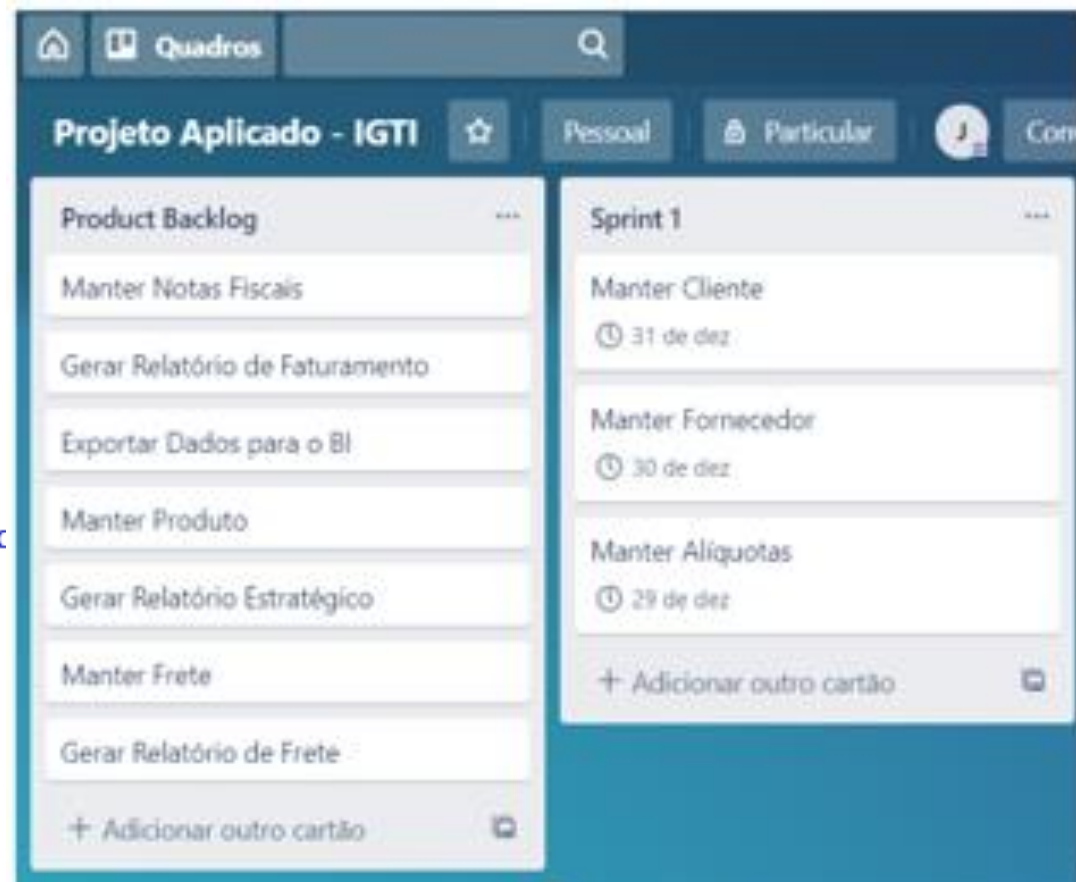 Quadros
Projeto Aplicado - IGTI
Pessoal
Particular
J
Product Backlog
Manter Notas Fiscais
Gerar Relatório de Faturamento
Exportar Dados para o BI
Manter Produto
Gerar Relatório Estratégico
Manter Frete
Gerar Relatório de Frete
+ Adicionar outro cartão
Sprint 1
Manter Cliente
31 de dez
Manter Fornecedor
30 de dez
Manter Alíquotas
29 de dez
+ Adicionar outro cartão